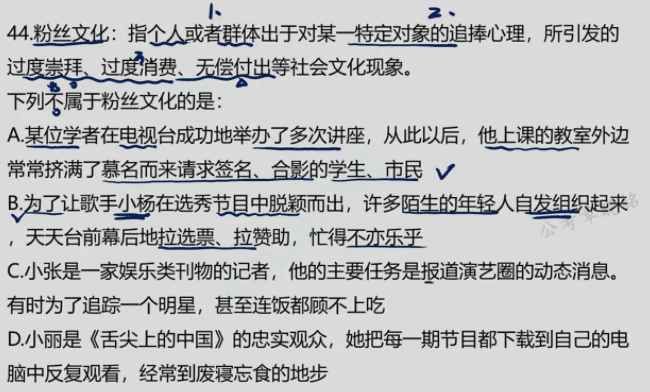 1. 2.
44.粉丝文化：指个人或者群体出于对某一特定对象的追捧心理，所引发的
过度崇拜、过度消费、无偿付出等社会文化现象。
下列不属于粉丝文化的是：
A.某位学者在电视台成功地举办了多次讲座，从此以后，他上课的教室外边
常常挤满了慕名而来请求签名、合影的学生、市民
B.为了让歌手小杨在选秀节目中脱颖而出，许多陌生的年轻人自发组织起来
，天天台前幕后地拉选票、拉赞助，忙得不亦乐乎
C.小张是一家娱乐类刊物的记者，他的主要任务是报道演艺圈的动态消息。
有时为了追踪一个明星，甚至连饭都顾不上吃
D.小丽是《舌尖上的中国》的忠实观众，她把每一期节目都下载到自己的电
脑中反复观看，经常到废寝忘食的地步